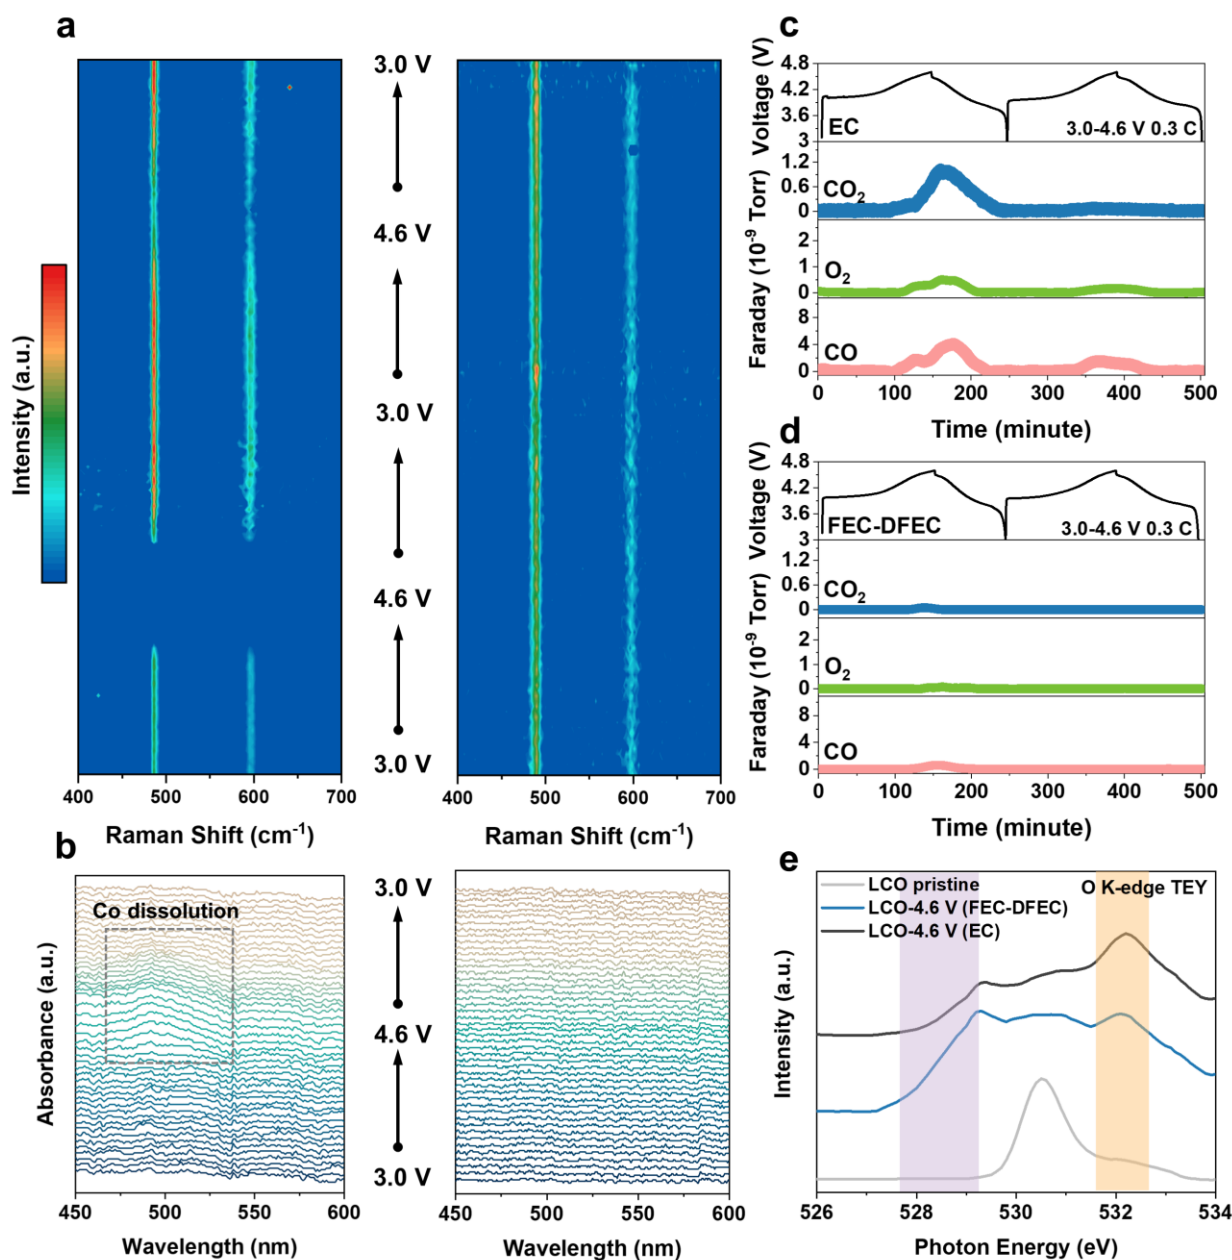 a
3.0 V
4.6 V
3.0 V
4.6 V
3.0 V
Intensity (a.u.)
400 500 600 700
Raman Shift (cm⁻¹)
400 500 600 700
Raman Shift (cm⁻¹)
b
Co dissolution
3.0 V
4.6 V
3.0 V
Absorbance (a.u.)
450 500 550 600
Wavelength (nm)
450 500 550 600
Wavelength (nm)
c
Faraday (10⁻⁹ Torr) Voltage (V)
4.8
4.2
3.6
3
EC
3.0-4.6 V 0.3 C
1.2
0.6
0
CO₂
2
1
0
O₂
8
4
0
CO
0 100 200 300 400 500
Time (minute)
d
Faraday (10⁻⁹ Torr) Voltage (V)
4.8
4.2
3.6
3
FEC-DFEC
3.0-4.6 V 0.3 C
1.2
0.6
0
CO₂
2
1
0
O₂
8
4
0
CO
0 100 200 300 400 500
Time (minute)
e
LCO pristine
LCO-4.6 V (FEC-DFEC)
LCO-4.6 V (EC)
O K-edge TEY
Intensity (a.u.)
526 528 530 532 534
Photon Energy (eV)